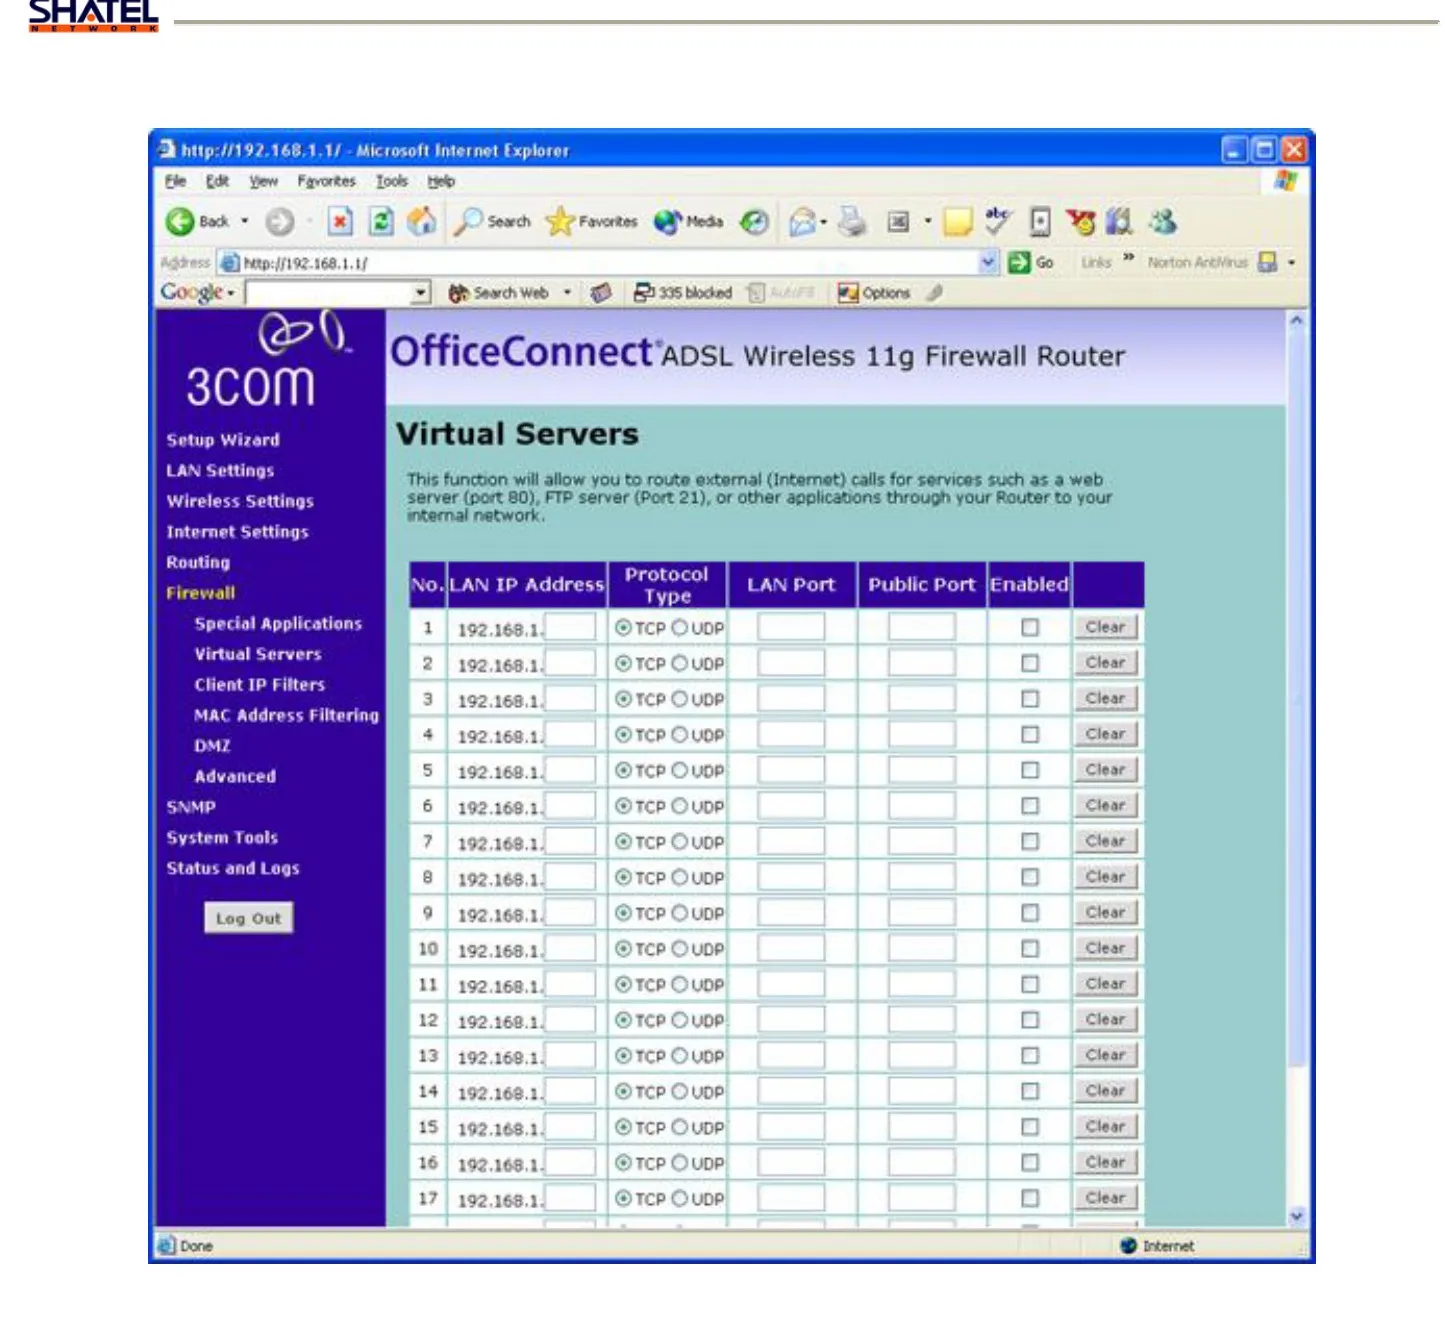 SHATEL
NETWORK
http://192.168.1.1/ - Microsoft Internet Explorer
File Edit View Favorites Tools Help
Back Search Favorites Media
Address http://192.168.1.1/ Go Links » Norton AntiVirus
Google Search Web 335 blocked AutoFill Options
3COM
OfficeConnect® ADSL Wireless 11g Firewall Router
Setup Wizard
LAN Settings
Wireless Settings
Internet Settings
Routing
Firewall
Special Applications
Virtual Servers
Client IP Filters
MAC Address Filtering
DMZ
Advanced
SNMP
System Tools
Status and Logs
Log Out
Virtual Servers
This function will allow you to route external (Internet) calls for services such as a web
server (port 80), FTP server (Port 21), or other applications through your Router to your
internal network.
No. LAN IP Address Protocol Type LAN Port Public Port Enabled
1 192.168.1. TCP UDP Clear
2 192.168.1. TCP UDP Clear
3 192.168.1. TCP UDP Clear
4 192.168.1. TCP UDP Clear
5 192.168.1. TCP UDP Clear
6 192.168.1. TCP UDP Clear
7 192.168.1. TCP UDP Clear
8 192.168.1. TCP UDP Clear
9 192.168.1. TCP UDP Clear
10 192.168.1. TCP UDP Clear
11 192.168.1. TCP UDP Clear
12 192.168.1. TCP UDP Clear
13 192.168.1. TCP UDP Clear
14 192.168.1. TCP UDP Clear
15 192.168.1. TCP UDP Clear
16 192.168.1. TCP UDP Clear
17 192.168.1. TCP UDP Clear
Done Internet